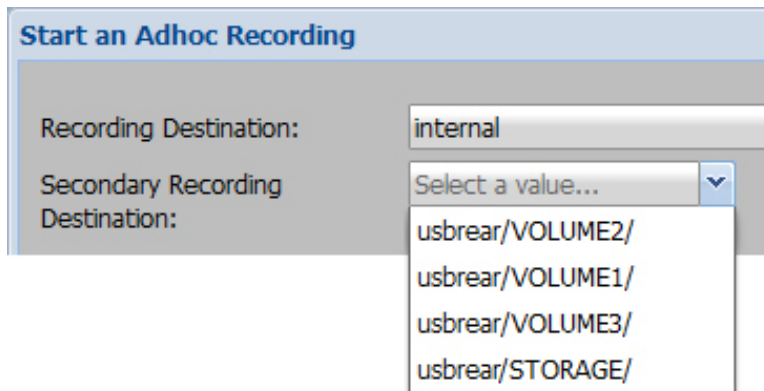 Start an Adhoc Recording
Recording Destination:
internal
Secondary Recording
Destination:
Select a value...
usbrear/VOLUME2/
usbrear/VOLUME1/
usbrear/VOLUME3/
usbrear/STORAGE/